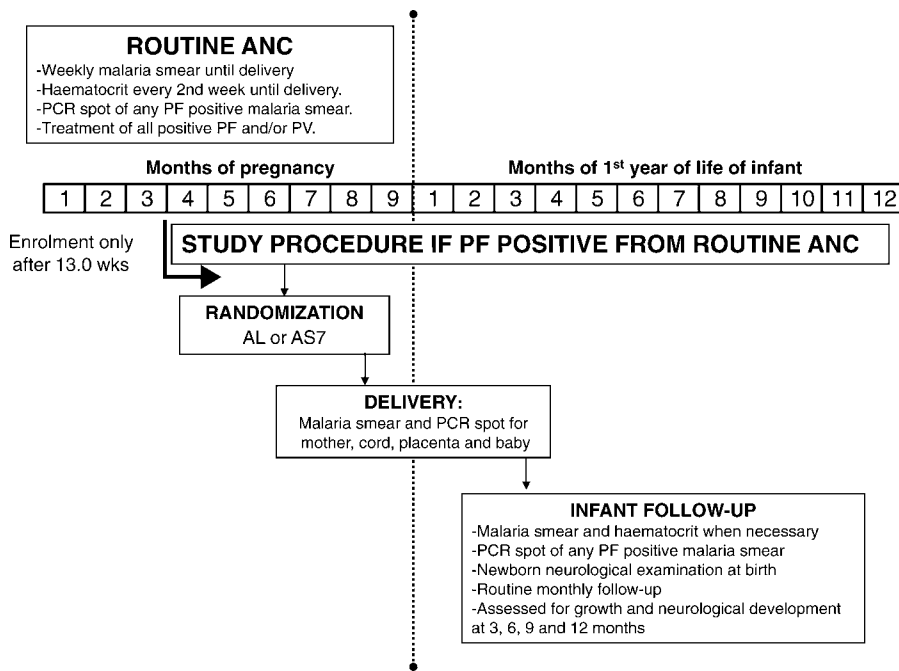 ROUTINE ANC
-Weekly malaria smear until delivery
-Haematocrit every 2nd week until delivery.
-PCR spot of any PF positive malaria smear.
-Treatment of all positive PF and/or PV.
Months of pregnancy
Months of 1st year of life of infant
1 2 3 4 5 6 7 8 9 1 2 3 4 5 6 7 8 9 10 11 12
Enrolment only
after 13.0 wks
STUDY PROCEDURE IF PF POSITIVE FROM ROUTINE ANC
RANDOMIZATION
AL or AS7
DELIVERY:
Malaria smear and PCR spot for
mother, cord, placenta and baby
INFANT FOLLOW-UP
-Malaria smear and haematocrit when necessary
-PCR spot of any PF positive malaria smear
-Newborn neurological examination at birth
-Routine monthly follow-up
-Assessed for growth and neurological development
at 3, 6, 9 and 12 months